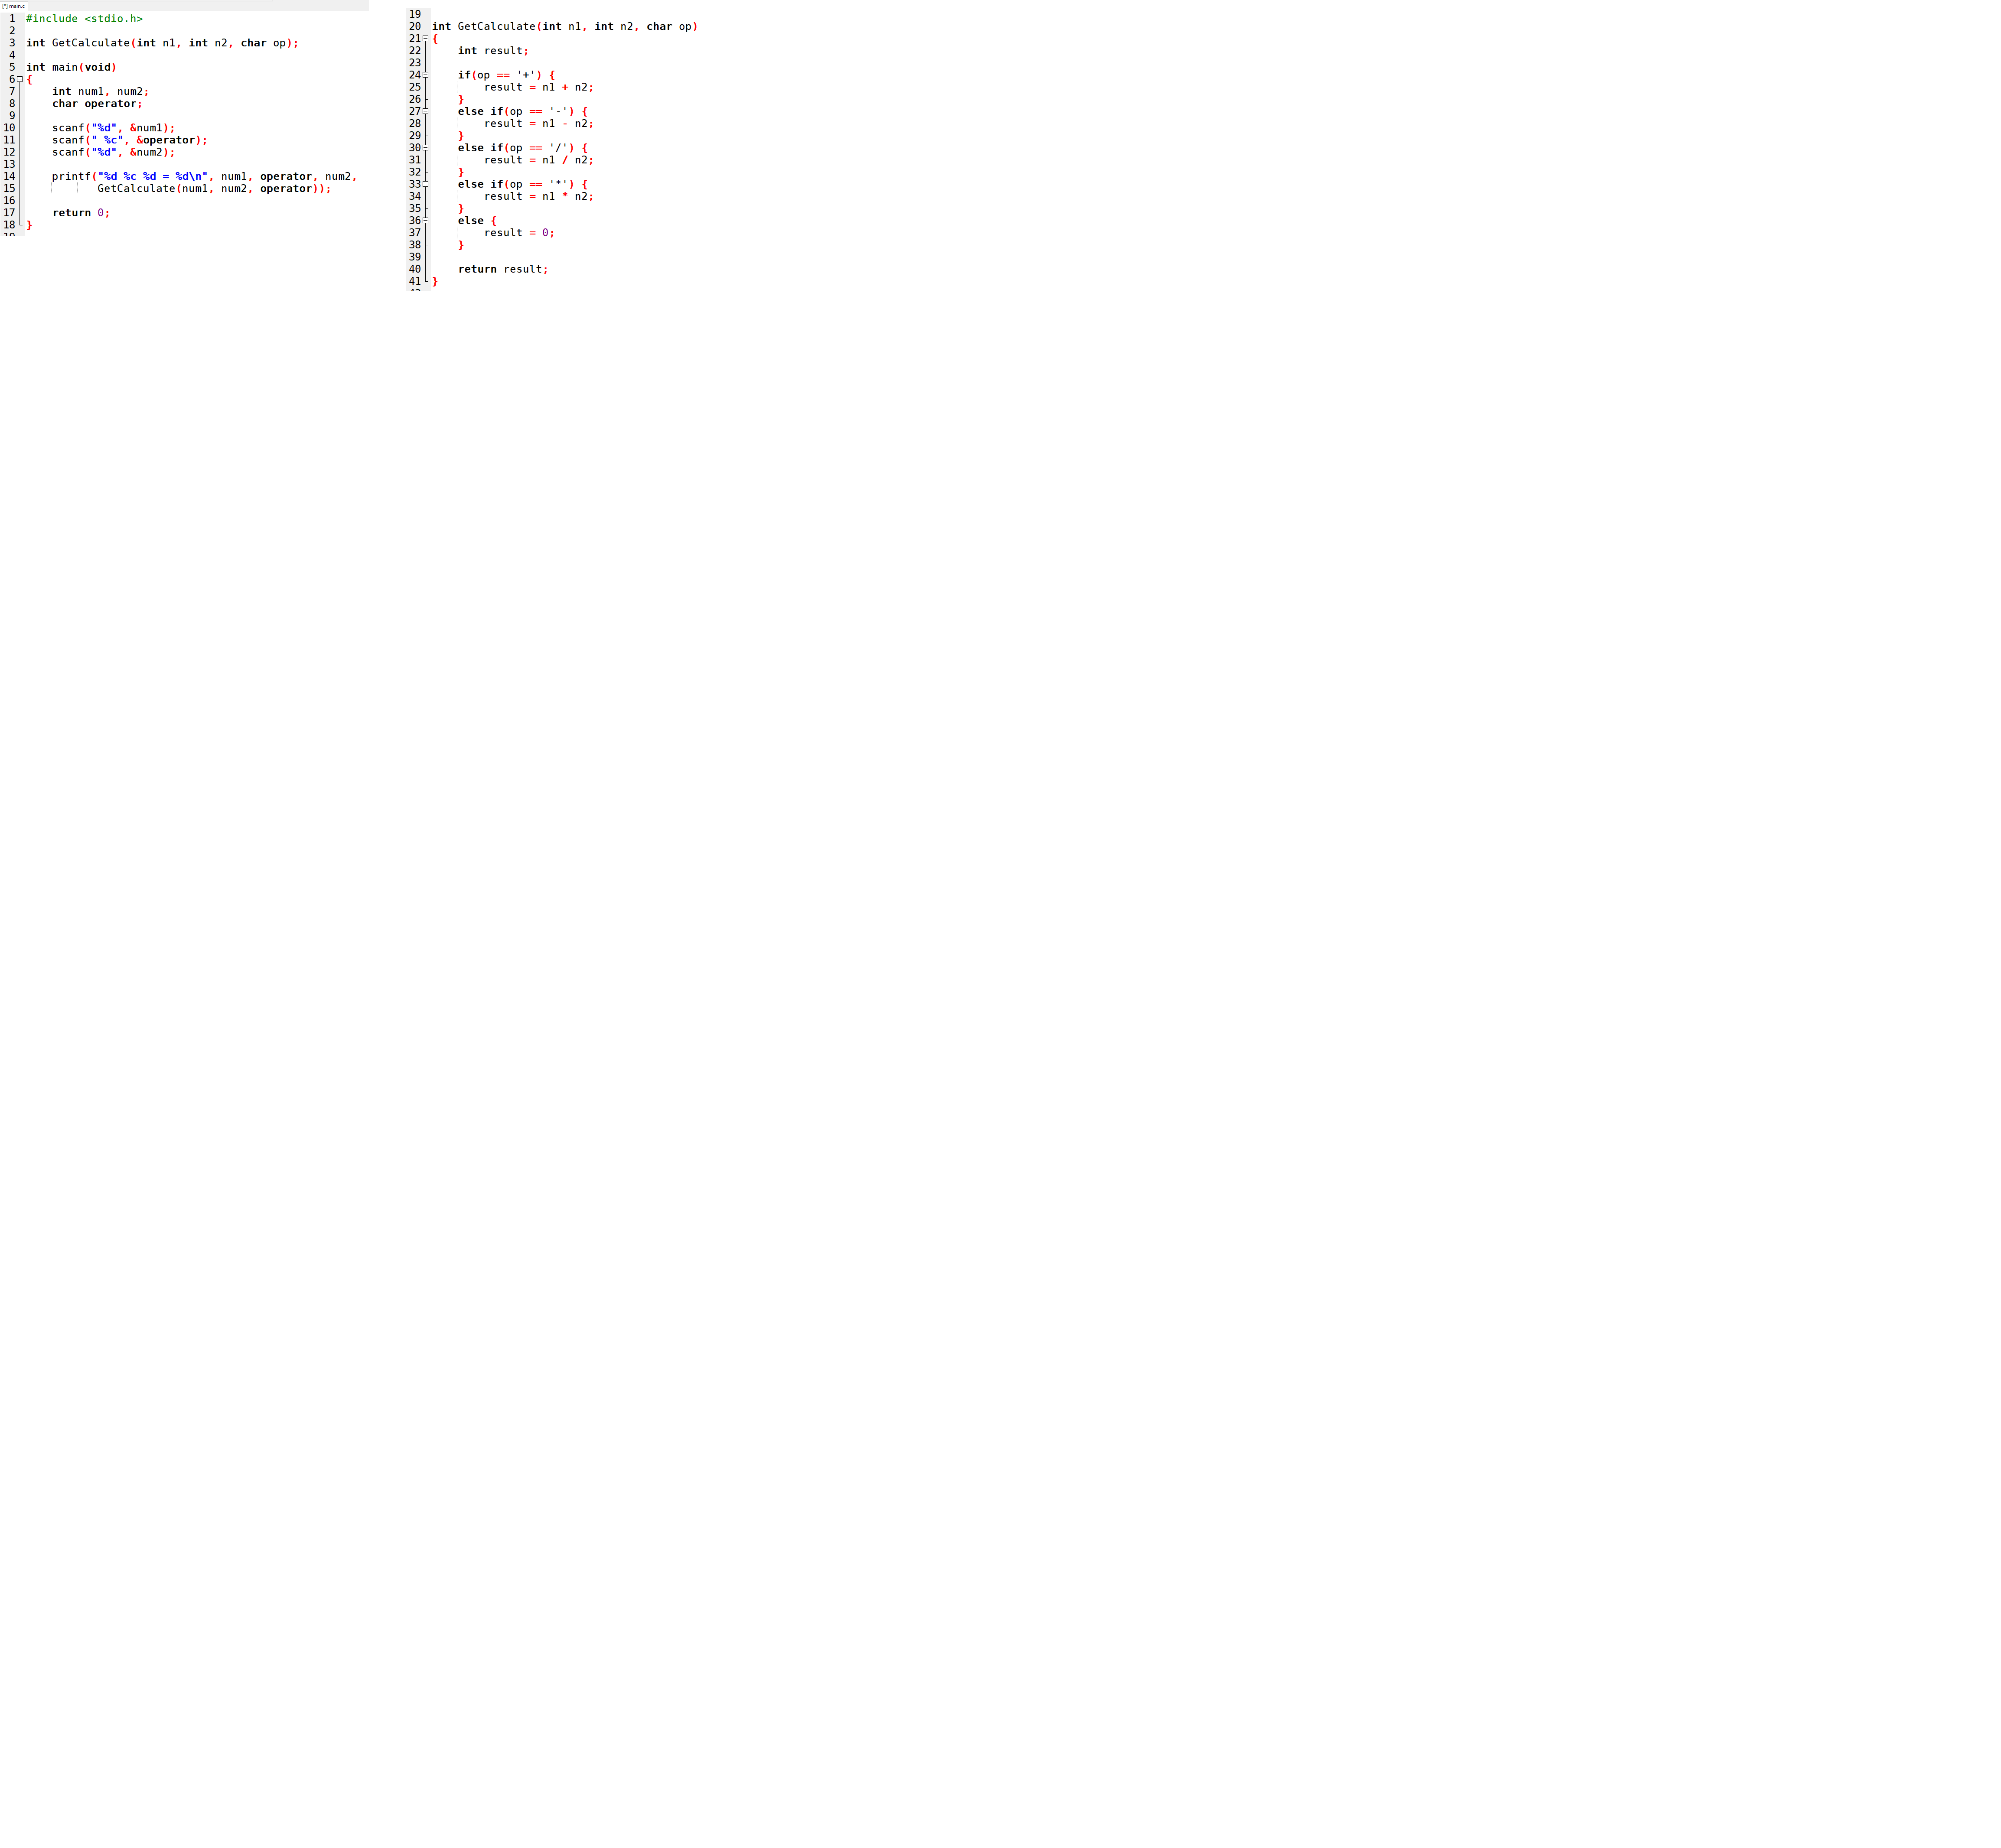 [*] main.c
1 #include <stdio.h>
2
3 int GetCalculate(int n1, int n2, char op);
4
5 int main(void)
6 {
7     int num1, num2;
8     char operator;
9
10     scanf("%d", &num1);
11     scanf(" %c", &operator);
12     scanf("%d", &num2);
13
14     printf("%d %c %d = %d\n", num1, operator, num2,
15            GetCalculate(num1, num2, operator));
16
17     return 0;
18 }
19
20 int GetCalculate(int n1, int n2, char op)
21 {
22     int result;
23
24     if(op == '+') {
25         result = n1 + n2;
26     }
27     else if(op == '-') {
28         result = n1 - n2;
29     }
30     else if(op == '/') {
31         result = n1 / n2;
32     }
33     else if(op == '*') {
34         result = n1 * n2;
35     }
36     else {
37         result = 0;
38     }
39
40     return result;
41 }